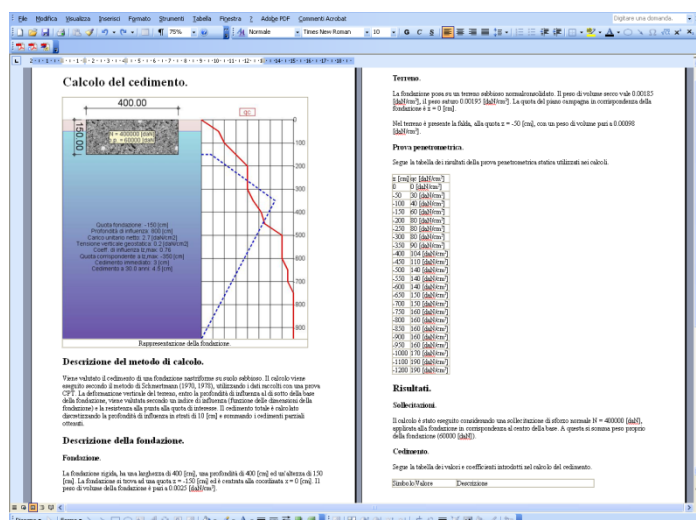 File Modifica Visualizza Inserisci Formato Strumenti Tabella Finestra ? Adobe PDF Commenti Acrobat
Digitare una domanda.
75%
Normale
Times New Roman
10
G C S
Calcolo del cedimento.
400.00
qc
150.00
N = 400000 [daN]
p.p. = 60000 [daN]
0
-100
-200
-300
-400
-500
-600
-700
-800
Quota fondazione: -150 [cm]
Profondità di influenza: 800 [cm]
Carico unitario netto: 2.7 [daN/cm2]
Tensione verticale geostatica: 0.2 [daN/cm2]
Coeff. di influenza Iz,max: 0.76
Quota corrispondente a Iz,max: -350 [cm]
Cedimento immediato: 3 [cm]
Cedimento a 30.0 anni: 4.5 [cm]
Rappresentazione della fondazione.
Descrizione del metodo di calcolo.
Viene valutato il cedimento di una fondazione nastriforme su suolo sabbioso. Il calcolo viene
eseguito secondo il metodo di Schmertmann (1970, 1978), utilizzando i dati raccolti con una prova
CPT. La deformazione verticale del terreno, entro la profondità di influenza al di sotto della base
della fondazione, viene valutata secondo un indice di influenza (funzione delle dimensioni della
fondazione) e la resistenza alla punta alla quota di interesse. Il cedimento totale è calcolato
discretizzando la profondità di influenza in strati di 10 [cm] e sommando i cedimenti parziali
ottenuti.
Descrizione della fondazione.
Fondazione.
La fondazione rigida, ha una larghezza di 400 [cm], una profondità di 400 [cm] ed un'altezza di 150
[cm]. La fondazione si trova ad una quota z = -150 [cm] ed è centrata alla coordinata x = 0 [cm]. Il
peso di volume della fondazione è pari a 0.0025 [daN/cm³].
Terreno.
La fondazione posa su un terreno sabbioso normalconsolidato. Il peso di volume secco vale 0.00185
[daN/cm³], il peso saturo 0.00195 [daN/cm³]. La quota del piano campagna in corrispondenza della
fondazione è z = 0 [cm].
Nel terreno è presente la falda, alla quota z = -50 [cm], con un peso di volume pari a 0.00098
[daN/cm³].
Prova penetrometrica.
Segue la tabella dei risultati della prova penetrometrica statica utilizzati nei calcoli.
z [cm] qc [daN/cm²]
0 0 [daN/cm²]
-50 30 [daN/cm²]
-100 40 [daN/cm²]
-150 60 [daN/cm²]
-200 80 [daN/cm²]
-250 80 [daN/cm²]
-300 80 [daN/cm²]
-350 90 [daN/cm²]
-400 104 [daN/cm²]
-450 110 [daN/cm²]
-500 140 [daN/cm²]
-550 140 [daN/cm²]
-600 140 [daN/cm²]
-650 150 [daN/cm²]
-700 150 [daN/cm²]
-750 160 [daN/cm²]
-800 160 [daN/cm²]
-850 160 [daN/cm²]
-900 160 [daN/cm²]
-950 160 [daN/cm²]
-1000 170 [daN/cm²]
-1100 190 [daN/cm²]
-1200 190 [daN/cm²]
Risultati.
Sollecitazioni.
Il calcolo è stato eseguito considerando una sollecitazione di sforzo normale N = 400000 [daN],
applicata alla fondazione in corrispondenza al centro della base. A questa si somma peso proprio
della fondazione (60000 [daN]).
Cedimento.
Segue la tabella dei valori e coefficienti introdotti nel calcolo del cedimento.
Simbolo Valore Descrizione